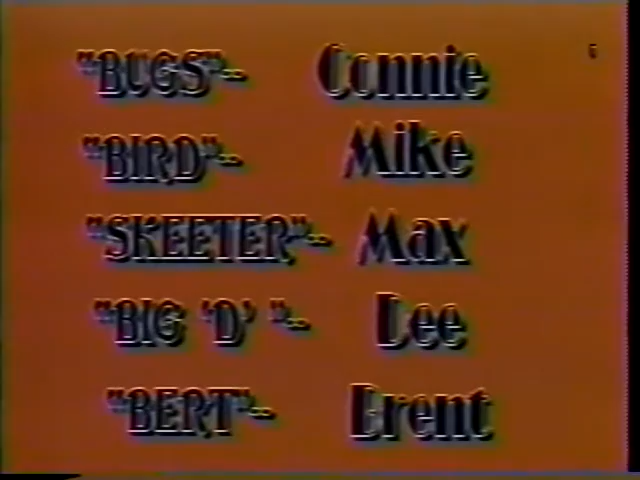 "BUGS"-- Connie
"BIRD"-- Mike
"SKEETER"-- Max
"BIG 'D' "-- Dee
"BERT"-- Brent